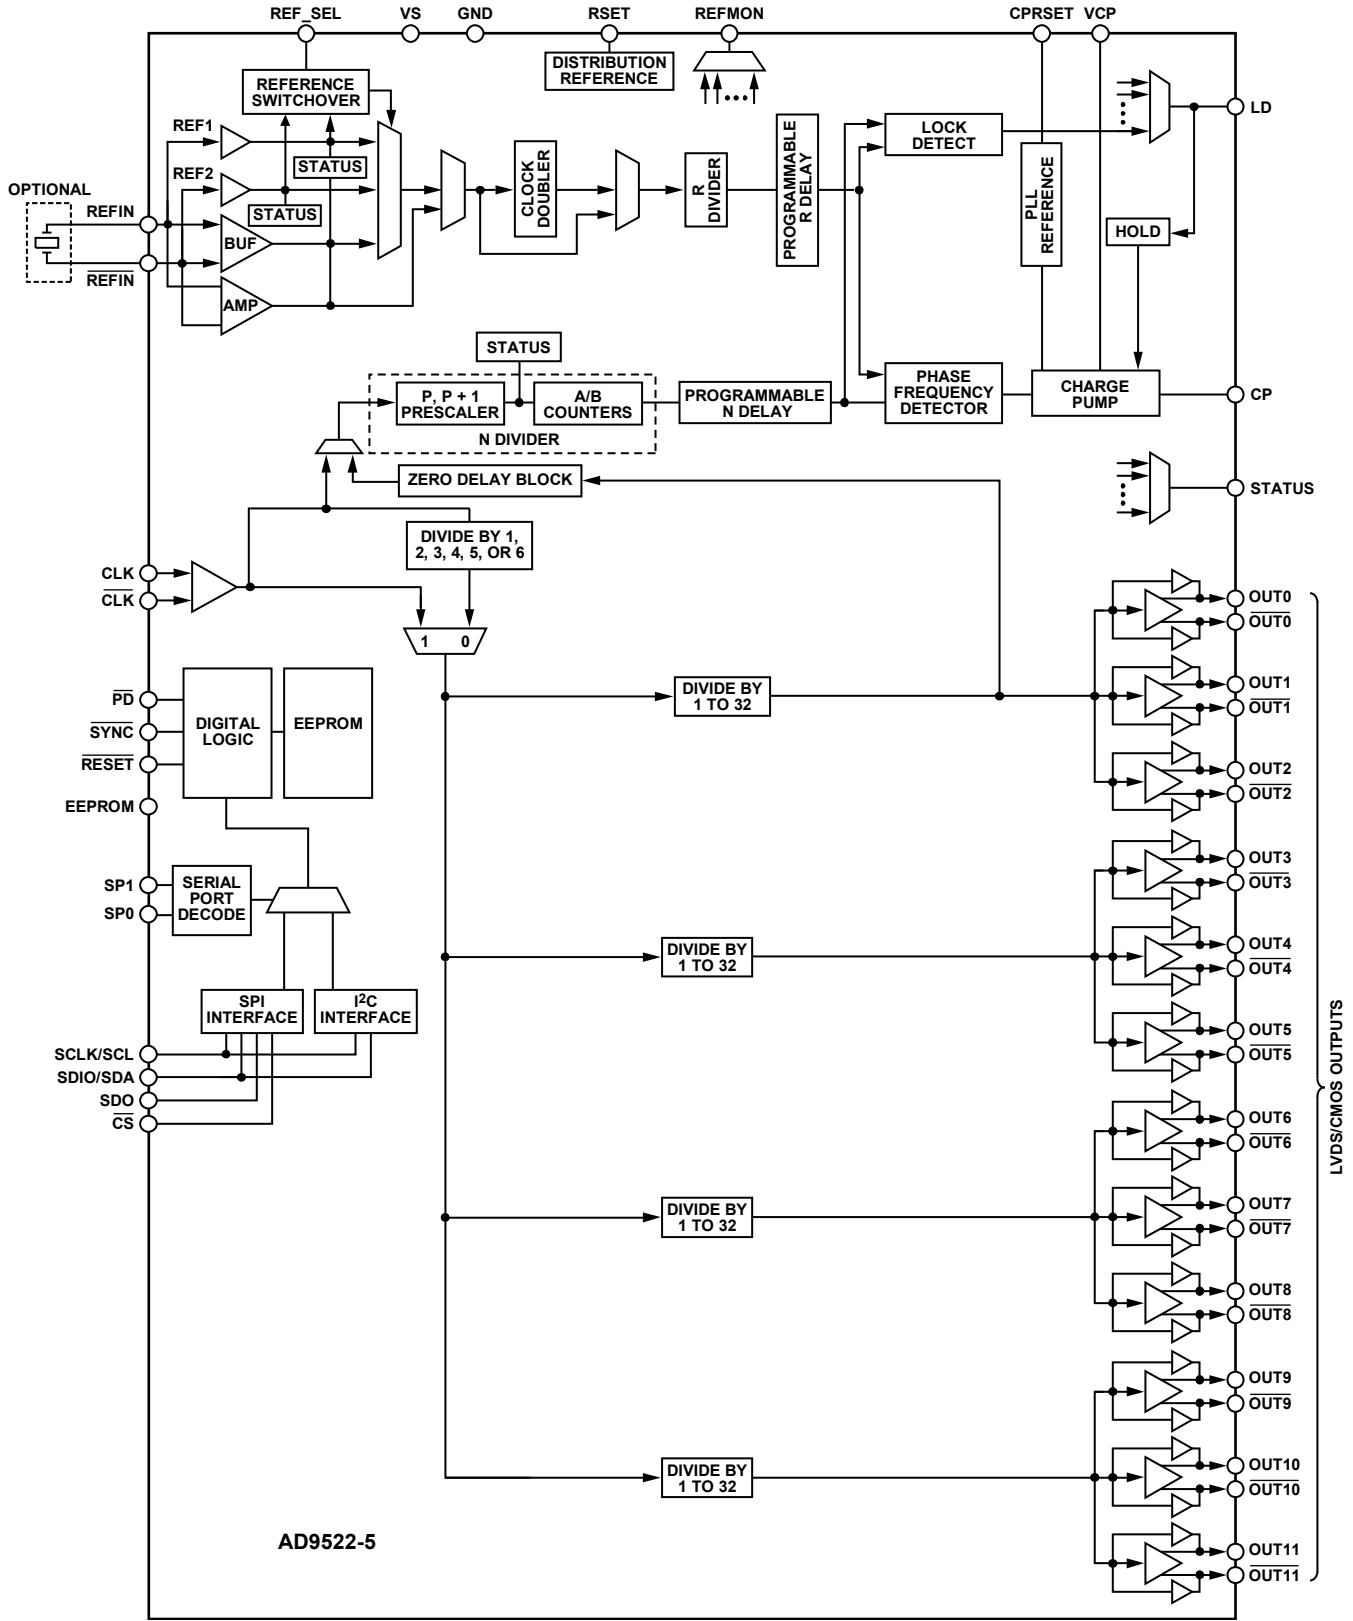 REF_SEL VS GND RSET REFMON CPRSET VCP
DISTRIBUTION
REFERENCE
REFERENCE
SWITCHOVER
REF1
STATUS
REF2
STATUS
OPTIONAL
REFIN
BUF
REFIN
AMP
CLOCK
DOUBLER
R
DIVIDER
PROGRAMMABLE
R DELAY
LOCK
DETECT
PLL
REFERENCE
LD
HOLD
STATUS
P, P + 1
PRESCALER
A/B
COUNTERS
N DIVIDER
PROGRAMMABLE
N DELAY
PHASE
FREQUENCY
DETECTOR
CHARGE
PUMP
CP
ZERO DELAY BLOCK
STATUS
DIVIDE BY 1,
2, 3, 4, 5, OR 6
CLK
CLK
1 0
OUT0
OUT0
PD
SYNC
RESET
EEPROM
DIGITAL
LOGIC
EEPROM
DIVIDE BY
1 TO 32
OUT1
OUT1
OUT2
OUT2
SP1
SP0
SERIAL
PORT
DECODE
OUT3
OUT3
DIVIDE BY
1 TO 32
OUT4
OUT4
SPI
INTERFACE
I2C
INTERFACE
OUT5
OUT5
SCLK/SCL
SDIO/SDA
SDO
CS
LVDS/CMOS OUTPUTS
OUT6
OUT6
DIVIDE BY
1 TO 32
OUT7
OUT7
OUT8
OUT8
OUT9
OUT9
DIVIDE BY
1 TO 32
OUT10
OUT10
AD9522-5
OUT11
OUT11